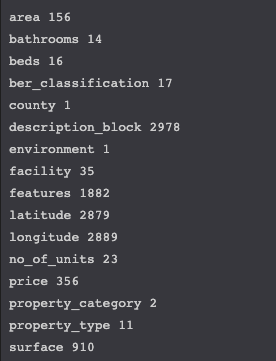 area 156
bathrooms 14
beds 16
ber_classification 17
county 1
description_block 2978
environment 1
facility 35
features 1882
latitude 2879
longitude 2889
no_of_units 23
price 356
property_category 2
property_type 11
surface 910